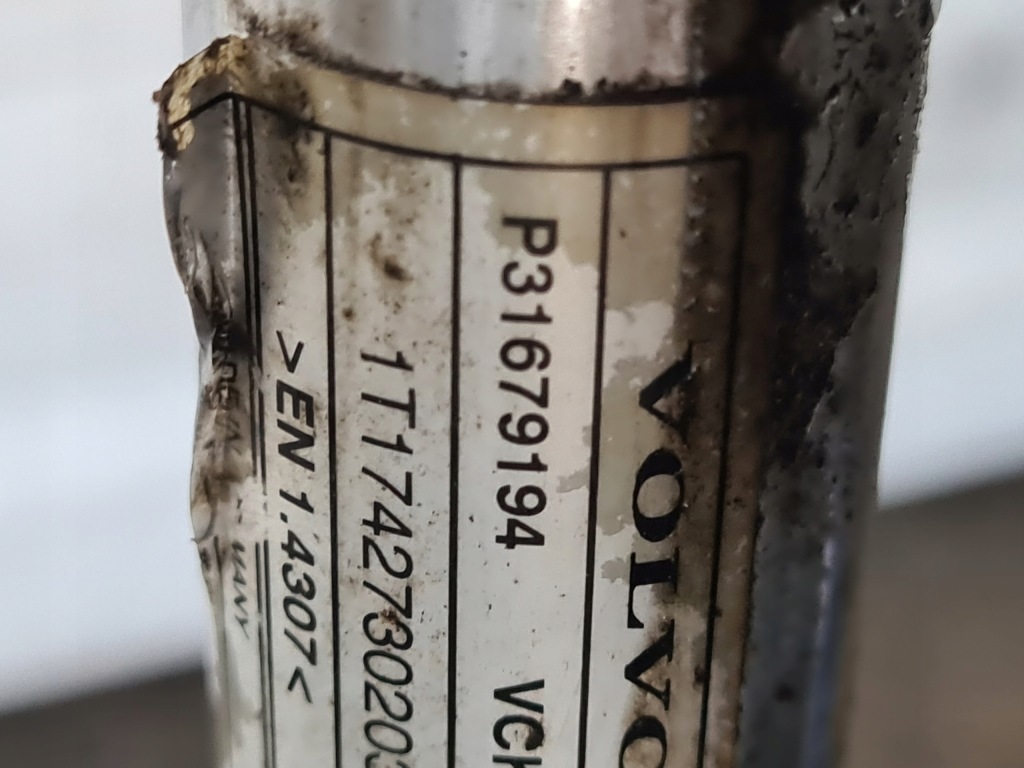 VOLVO
P31679194 VCH
1T1742730203
>EN 1.4307<